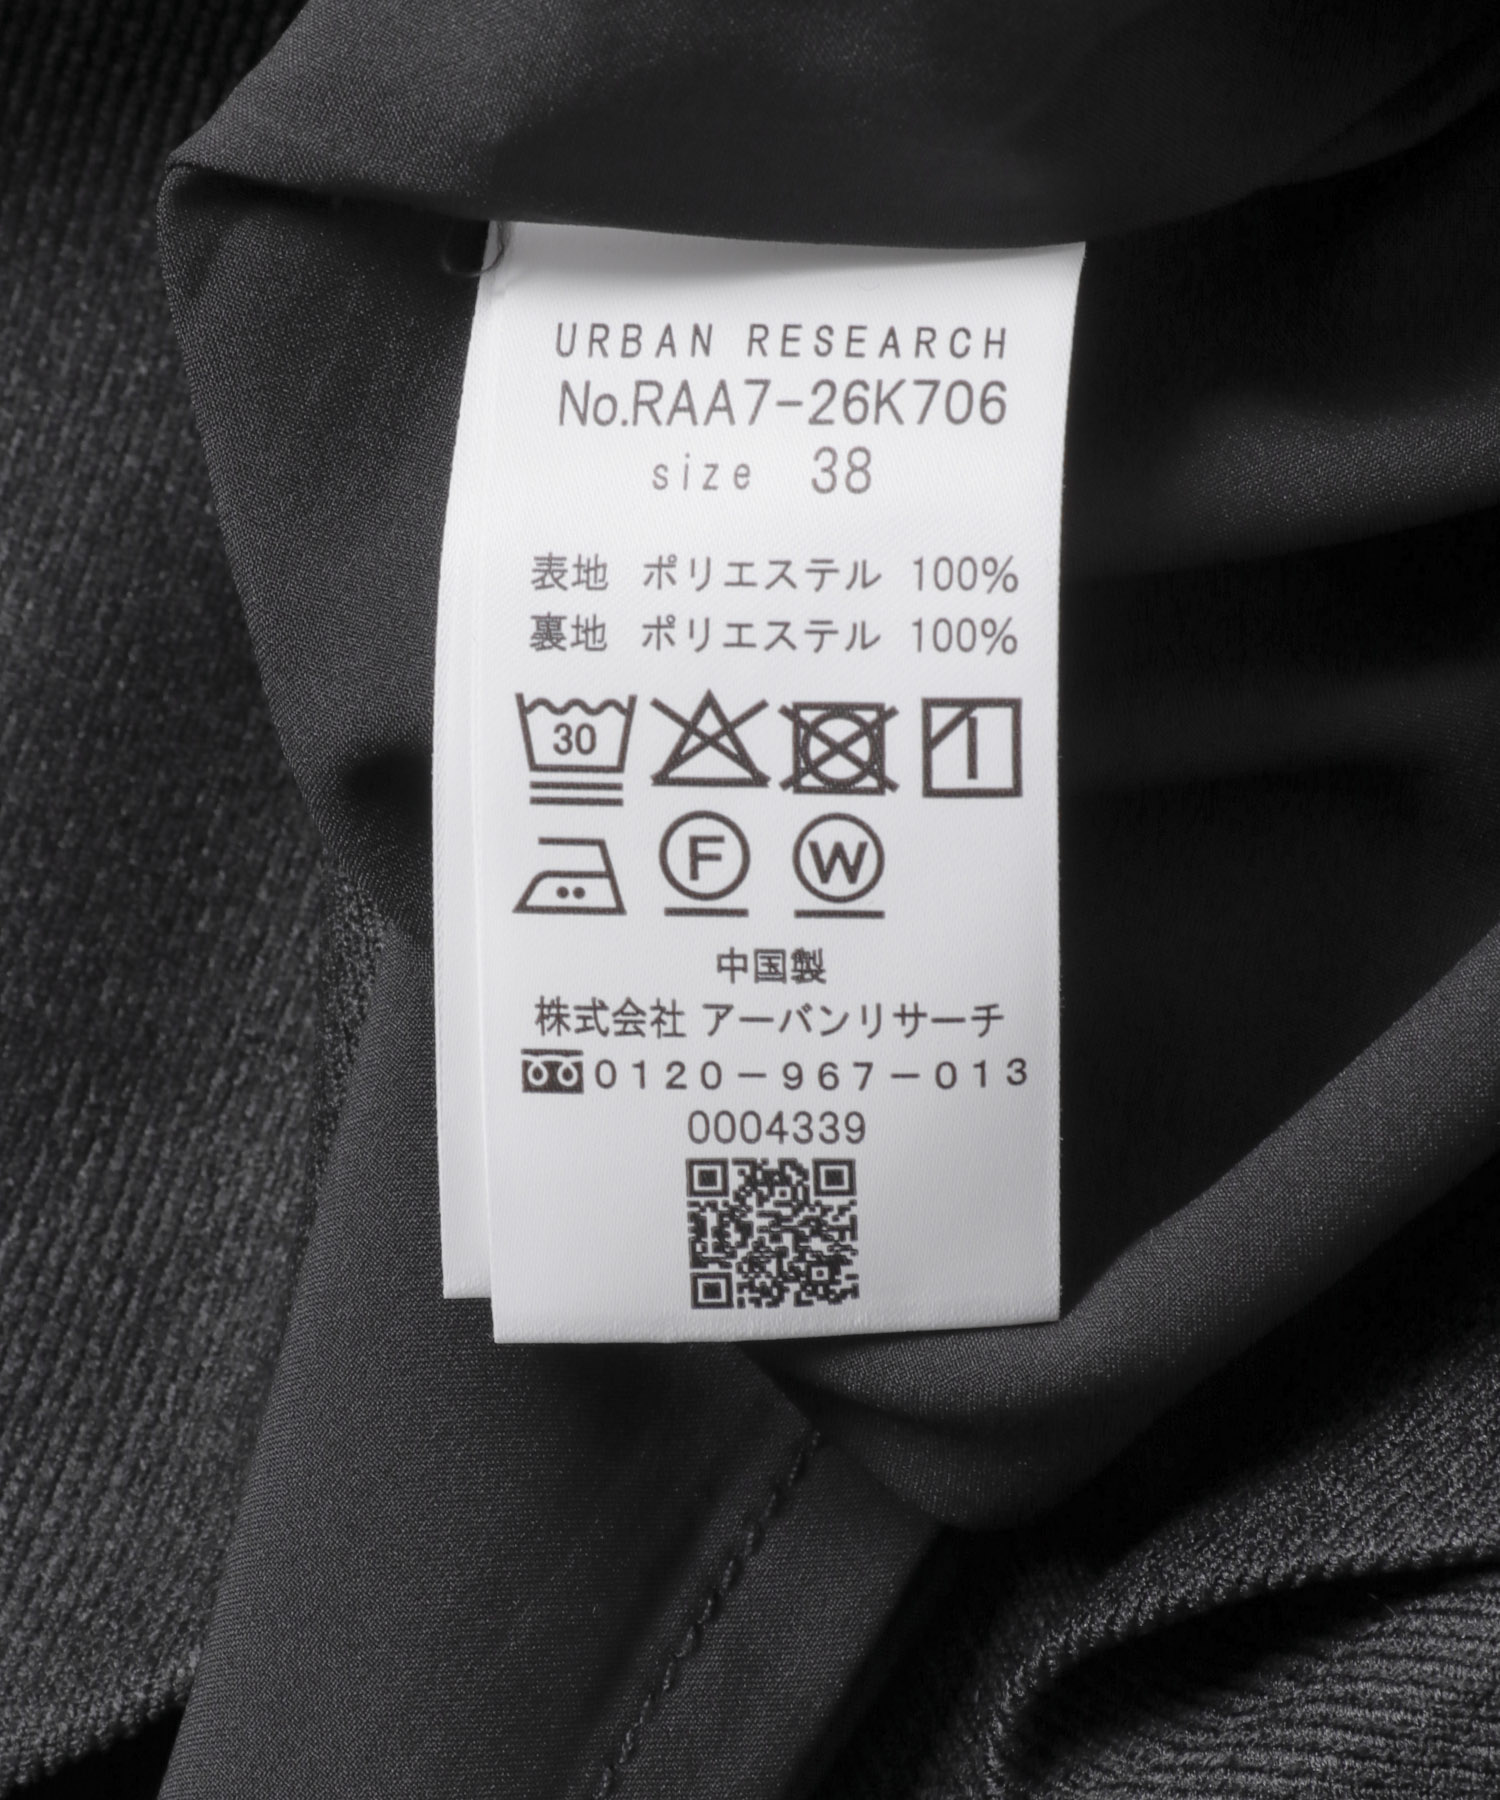 URBAN RESEARCH
No.RAA7-26K706
size 38
表地 ポリエステル 100%
裏地 ポリエステル 100%
30
F W
中国製
株式会社 アーバンリサーチ
0120-967-013
0004339